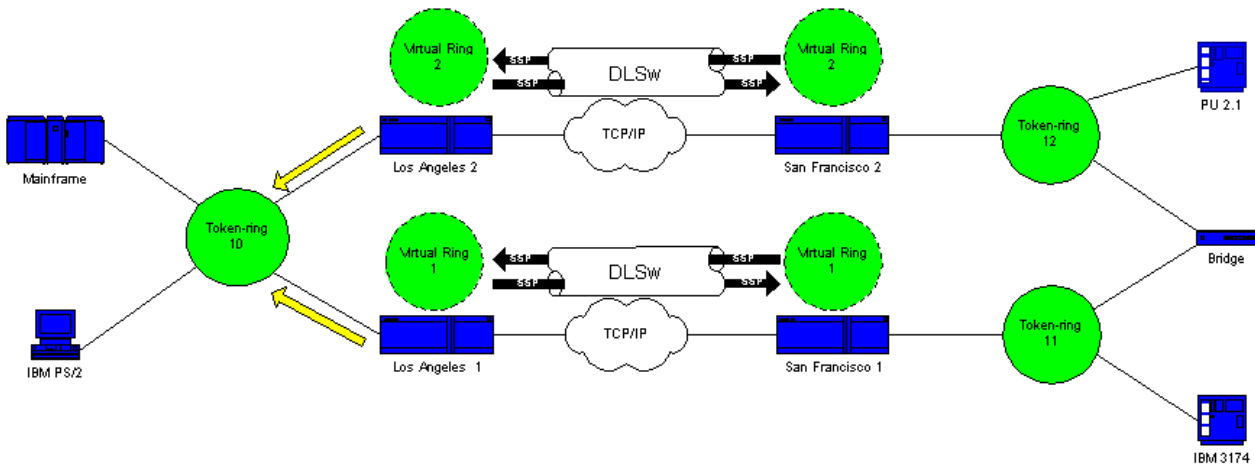 Virtual Ring
2
SSP
SSP
DLSw
SSP
SSP
Virtual Ring
2
PU 2.1
Mainframe
Los Angeles 2
TCP/IP
San Francisco 2
Token-ring
12
Token-ring
10
Virtual Ring
1
SSP
SSP
DLSw
SSP
SSP
Virtual Ring
1
Bridge
IBM PS/2
Los Angeles 1
TCP/IP
San Francisco 1
Token-ring
11
IBM 3174